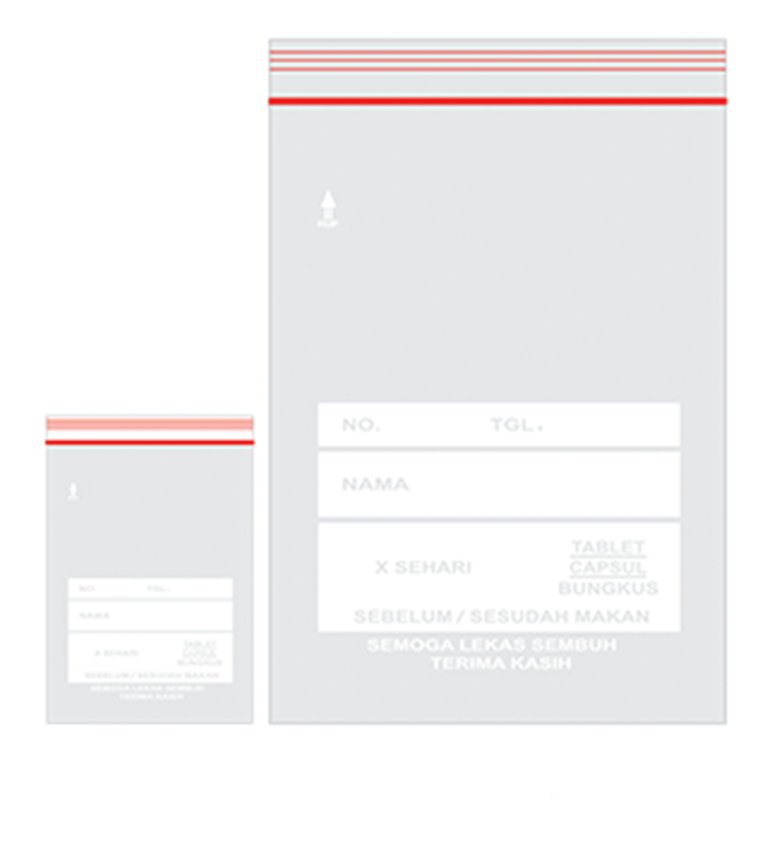 NO. TGL.
NAMA
X SEHARI
TABLET
CAPSUL
BUNGKUS
SEBELUM / SESUDAH MAKAN
SEMOGA LEKAS SEMBUH
TERIMA KASIH
NO. TGL.
NAMA
X SEHARI
TABLET
CAPSUL
BUNGKUS
SEBELUM / SESUDAH MAKAN
SEMOGA LEKAS SEMBUH
TERIMA KASIH